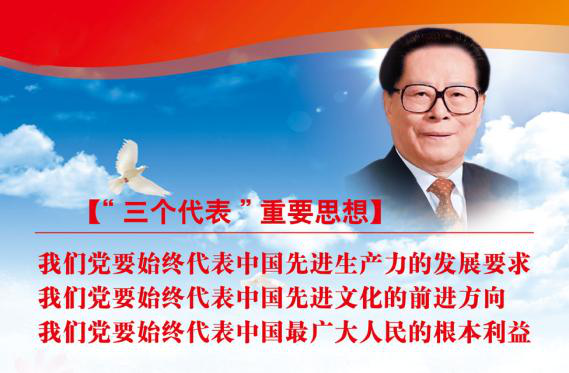 【“三个代表”重要思想】
我们党要始终代表中国先进生产力的发展要求
我们党要始终代表中国先进文化的前进方向
我们党要始终代表中国最广大人民的根本利益